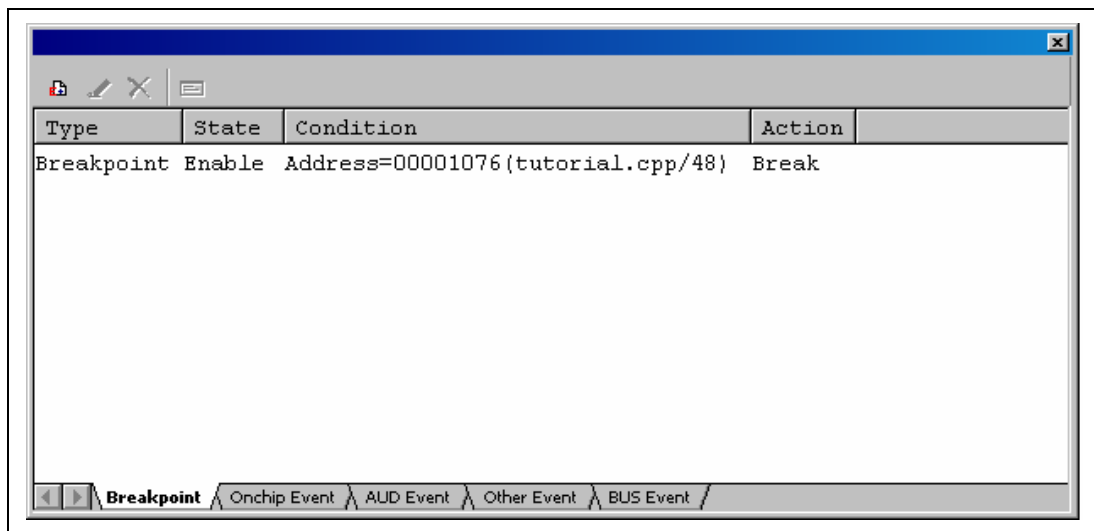 Type State Condition Action
Breakpoint Enable Address=00001076(tutorial.cpp/48) Break
Breakpoint Onchip Event AUD Event Other Event BUS Event